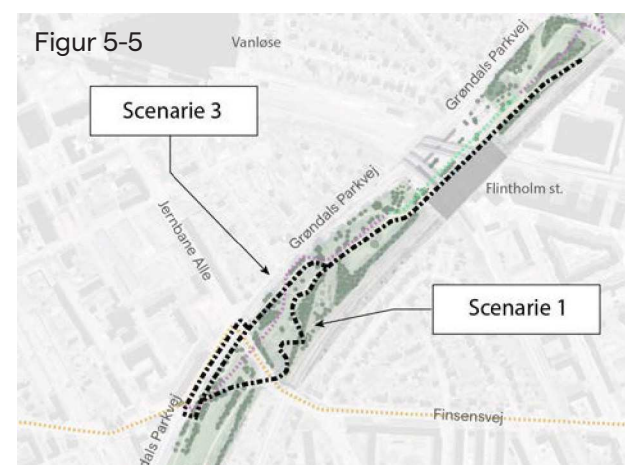 Figur 5-5
Vanløse
Grøndals Parkvej
Scenarie 3
Flintholm st.
Grøndals Parkvej
Jernbane Alle
Scenarie 1
Finsensvej
dals Parkvej